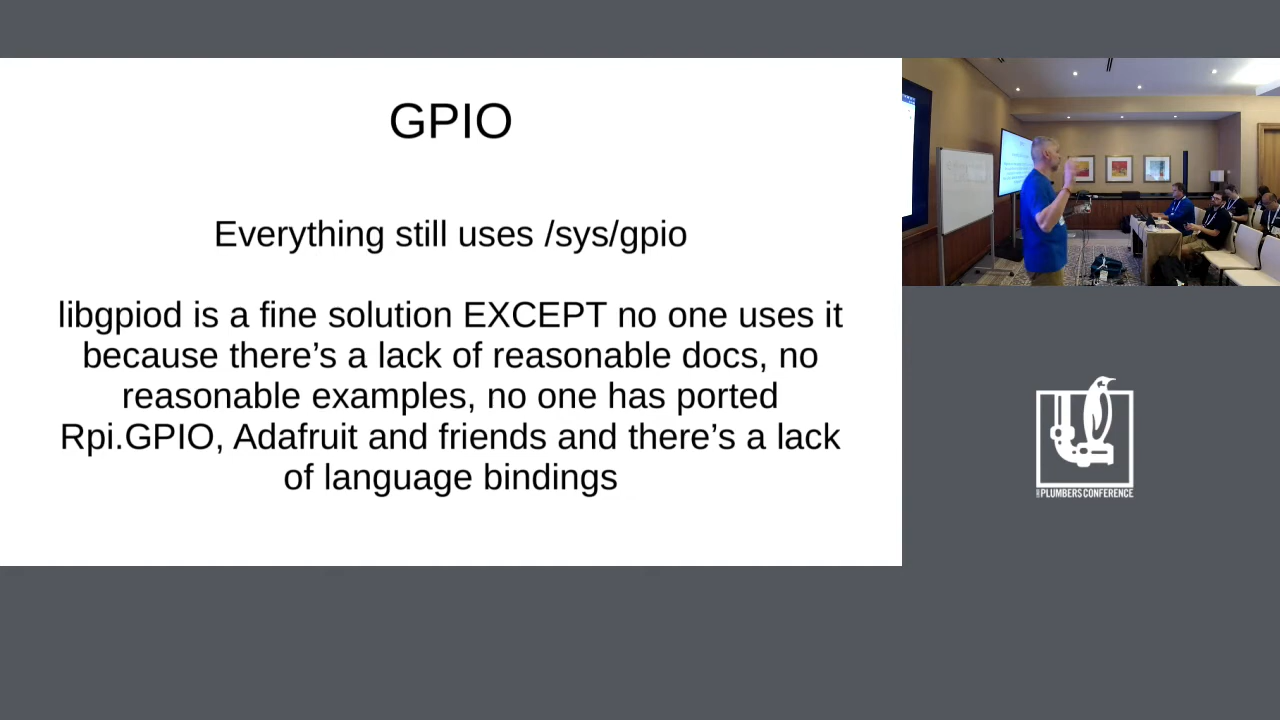 GPIO
Everything still uses /sys/gpio
libgpiod is a fine solution EXCEPT no one uses it
because there’s a lack of reasonable docs, no
reasonable examples, no one has ported
Rpi.GPIO, Adafruit and friends and there’s a lack
of language bindings
PLUMBERS CONFERENCE